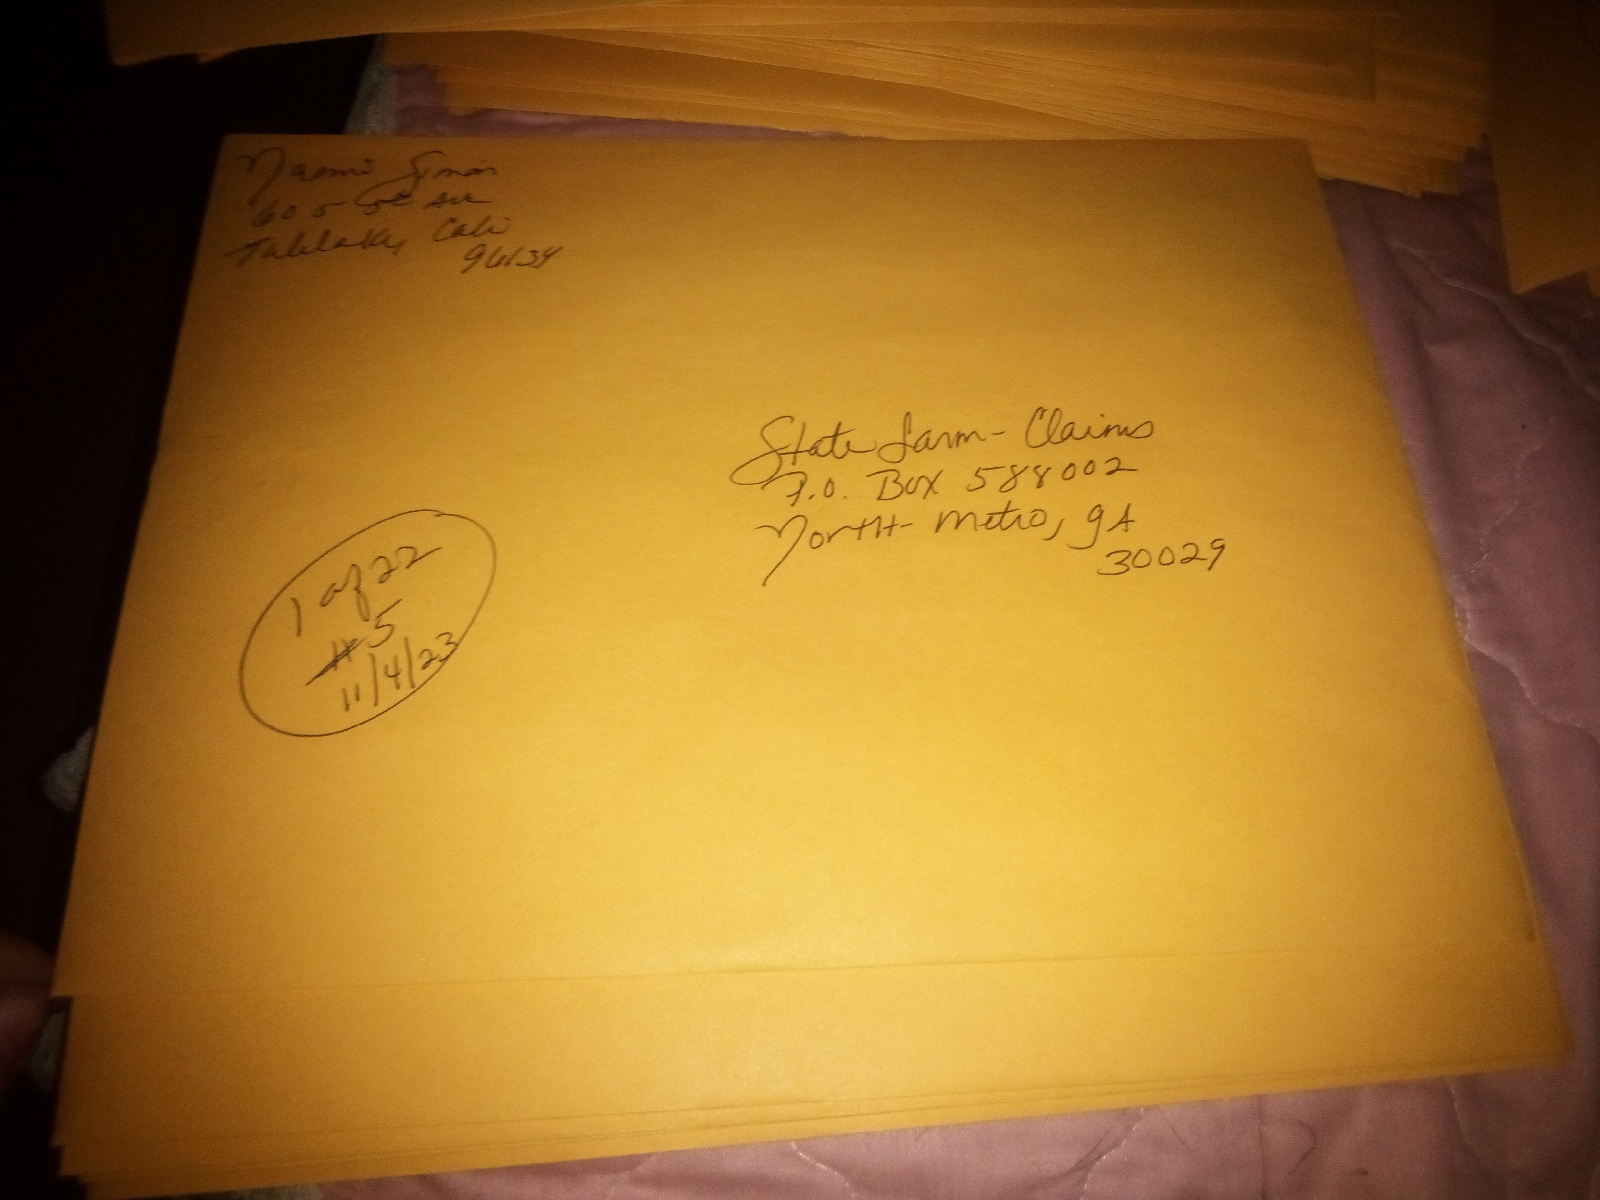 Naomi Simon
605 5th Ave
Tulelake, Cali
96134
State Farm - Claims
P.O. Box 588002
North - Metro, GA
30029
1 of 22
#5
11/4/23